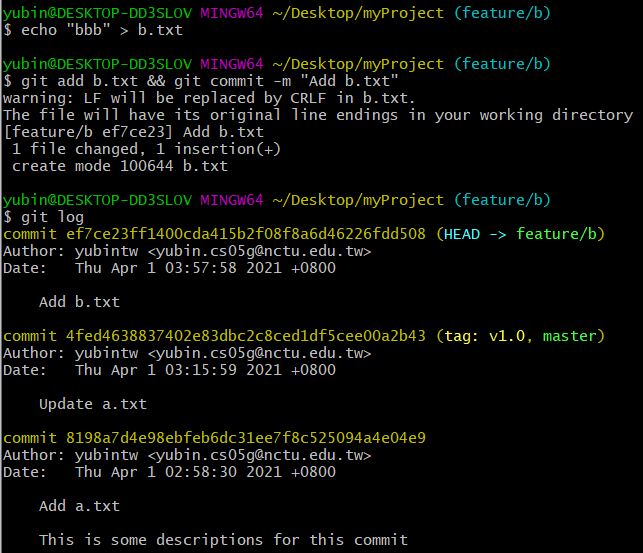 yubin@DESKTOP-DD3SLOV MINGW64 ~/Desktop/myProject (feature/b)
$ echo "bbb" > b.txt
yubin@DESKTOP-DD3SLOV MINGW64 ~/Desktop/myProject (feature/b)
$ git add b.txt && git commit -m "Add b.txt"
warning: LF will be replaced by CRLF in b.txt.
The file will have its original line endings in your working directory
[feature/b ef7ce23] Add b.txt
 1 file changed, 1 insertion(+)
 create mode 100644 b.txt
yubin@DESKTOP-DD3SLOV MINGW64 ~/Desktop/myProject (feature/b)
$ git log
commit ef7ce23ff1400cda415b2f08f8a6d46226fdd508 (HEAD -> feature/b)
Author: yubintw <yubin.cs05g@nctu.edu.tw>
Date:   Thu Apr 1 03:57:58 2021 +0800
    Add b.txt
commit 4fed4638837402e83dbc2c8ced1df5cee00a2b43 (tag: v1.0, master)
Author: yubintw <yubin.cs05g@nctu.edu.tw>
Date:   Thu Apr 1 03:15:59 2021 +0800
    Update a.txt
commit 8198a7d4e98ebfeb6dc31ee7f8c525094a4e04e9
Author: yubintw <yubin.cs05g@nctu.edu.tw>
Date:   Thu Apr 1 02:58:30 2021 +0800
    Add a.txt
    This is some descriptions for this commit